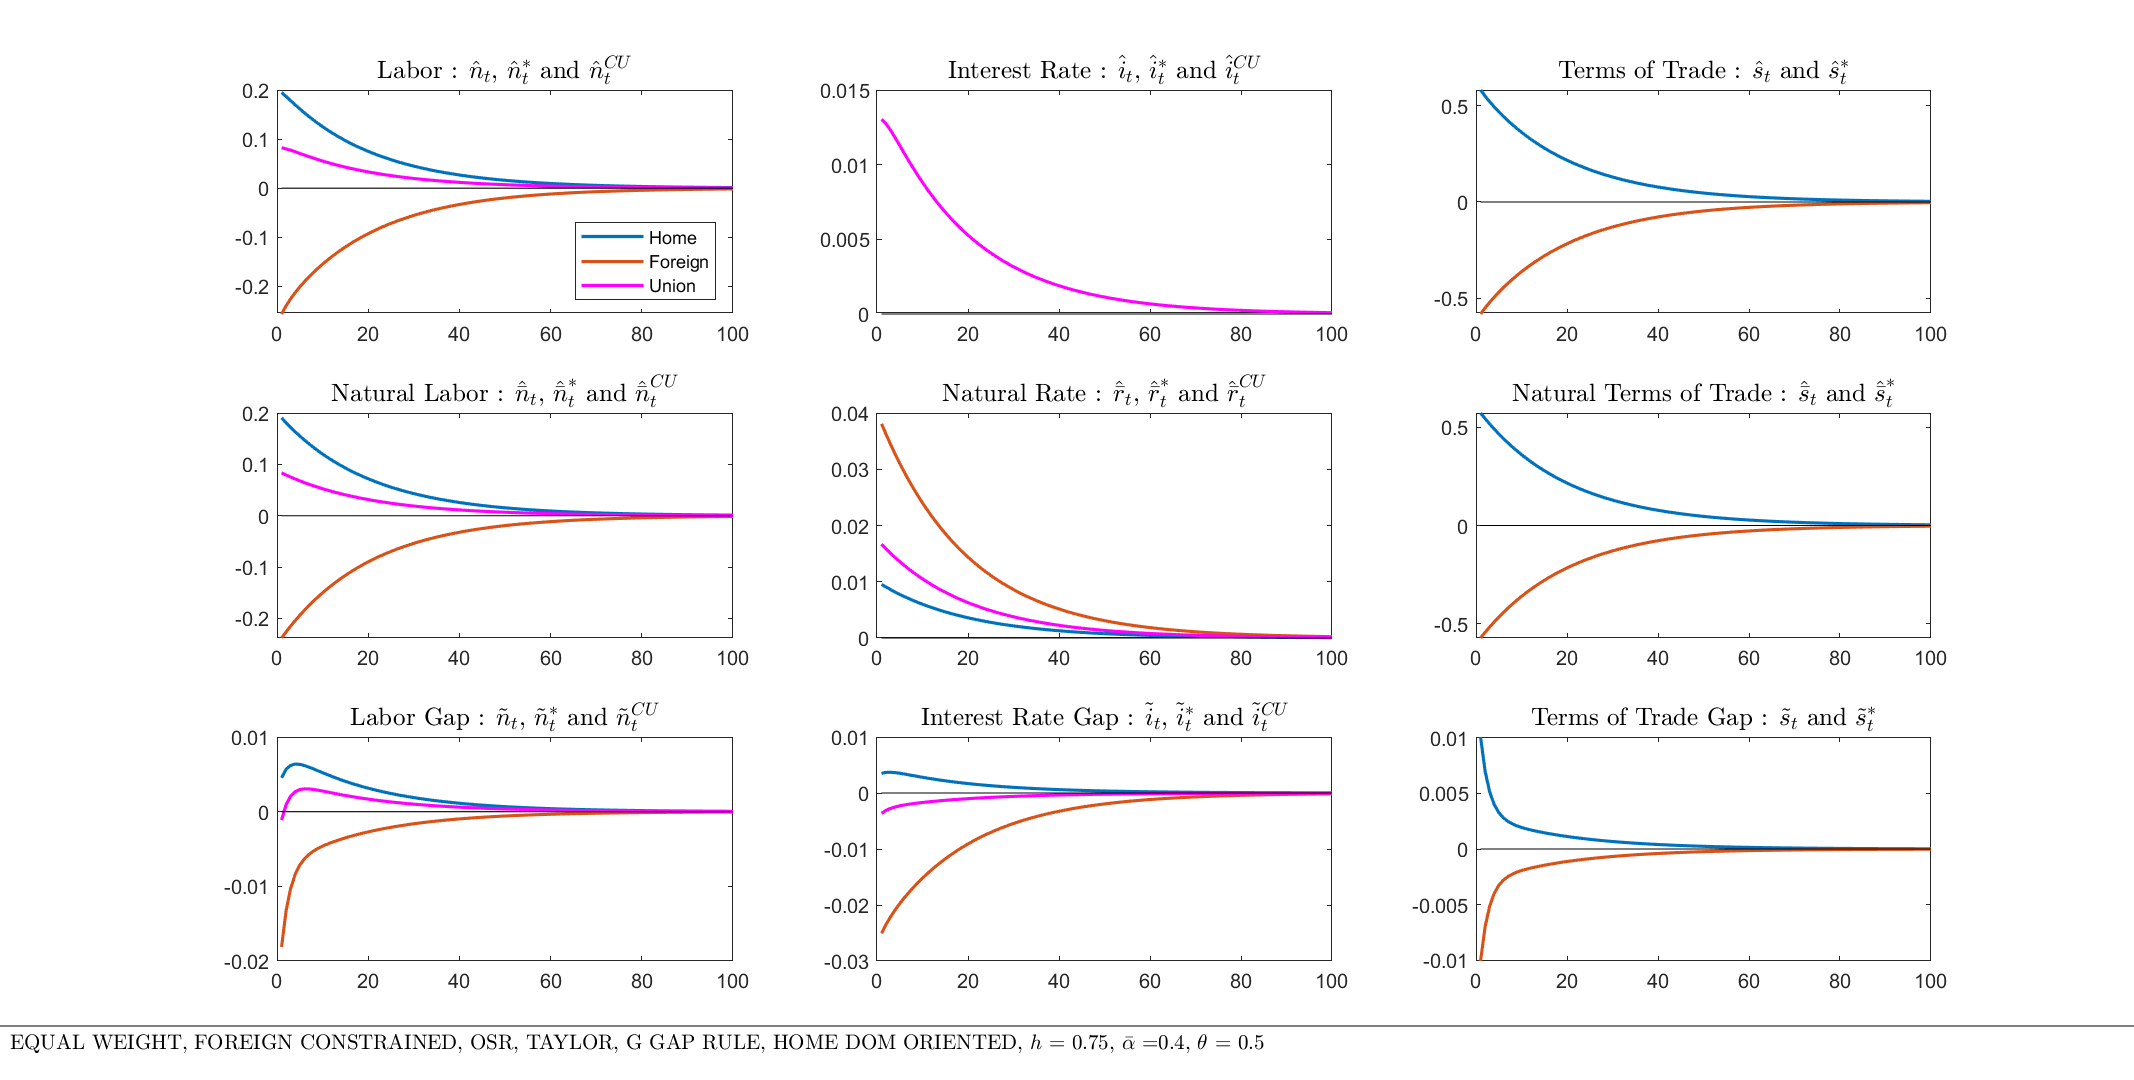 Labor : n̂ₜ, n̂ₜ* and n̂ₜᶜᵁ
0.2
0.1
0
-0.1
-0.2
0 20 40 60 80 100
Home
Foreign
Union
Interest Rate : îₜ, îₜ* and îₜᶜᵁ
0.015
0.01
0.005
0
0 20 40 60 80 100
Terms of Trade : ŝₜ and ŝₜ*
0.5
0
-0.5
0 20 40 60 80 100
Natural Labor : n̄̂ₜ, n̄̂ₜ* and n̄̂ₜᶜᵁ
0.2
0.1
0
-0.1
-0.2
0 20 40 60 80 100
Natural Rate : r̄̂ₜ, r̄̂ₜ* and r̄̂ₜᶜᵁ
0.04
0.03
0.02
0.01
0
0 20 40 60 80 100
Natural Terms of Trade : s̄̂ₜ and s̄̂ₜ*
0.5
0
-0.5
0 20 40 60 80 100
Labor Gap : ñₜ, ñₜ* and ñₜᶜᵁ
0.01
0
-0.01
-0.02
0 20 40 60 80 100
Interest Rate Gap : ĩₜ, ĩₜ* and ĩₜᶜᵁ
0.01
0
-0.01
-0.02
-0.03
0 20 40 60 80 100
Terms of Trade Gap : s̃ₜ and s̃ₜ*
0.01
0.005
0
-0.005
-0.01
0 20 40 60 80 100
EQUAL WEIGHT, FOREIGN CONSTRAINED, OSR, TAYLOR, G GAP RULE, HOME DOM ORIENTED, h = 0.75, ᾱ =0.4, θ = 0.5